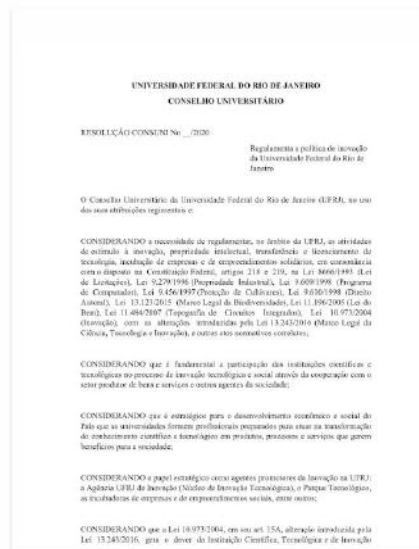 UNIVERSIDADE FEDERAL DO RIO DE JANEIRO
CONSELHO UNIVERSITÁRIO
RESOLUÇÃO CONSUNI No __/2020
Regulamenta a política de inovação
da Universidade Federal do Rio de
Janeiro
O Conselho Universitário da Universidade Federal do Rio de Janeiro (UFRJ), no uso
das suas atribuições regimentais e:
CONSIDERANDO a necessidade de regulamentar, no âmbito da UFRJ, as atividades
de estímulo à inovação, propriedade intelectual, transferência e licenciamento de
tecnologia, incubação de empresas e de empreendimentos solidários, em consonância
com o disposto na Constituição Federal, artigos 218 e 219, na Lei 8666/1993 (Lei
de Licitações), Lei 9.279/1996 (Propriedade Industrial), Lei 9.609/1998 (Programa
de Computador), Lei 9.456/1997 (Proteção de Cultivares), Lei 9.610/1998 (Direito
Autoral), Lei 13.123/2015 (Marco Legal da Biodiversidade), Lei 11.196/2005 (Lei do
Bem), Lei 11.484/2007 (Topografia de Circuitos Integrados), Lei 10.973/2004
(Inovação), com as alterações introduzidas pela Lei 13.243/2016 (Marco Legal da
Ciência, Tecnologia e Inovação), e outros atos normativos correlatos;
CONSIDERANDO que é fundamental a participação das instituições científicas e
tecnológicas no processo de inovação tecnológica e social através da cooperação com o
setor produtor de bens e serviços e outros agentes da sociedade;
CONSIDERANDO que é estratégico para o desenvolvimento econômico e social do
País que as universidades formem profissionais preparados para atuar na transformação
do conhecimento científico e tecnológico em produtos, processos e serviços que gerem
benefícios para a sociedade;
CONSIDERANDO o papel estratégico como agentes promotores da Inovação na UFRJ:
a Agência UFRJ de Inovação (Núcleo de Inovação Tecnológica), o Parque Tecnológico,
as incubadoras de empresas e de empreendimentos sociais, entre outros;
CONSIDERANDO que a Lei 10.973/2004, em seu art. 15A, alteração introduzida pela
Lei 13.243/2016, gera o dever da Instituição Científica, Tecnológica e de Inovação